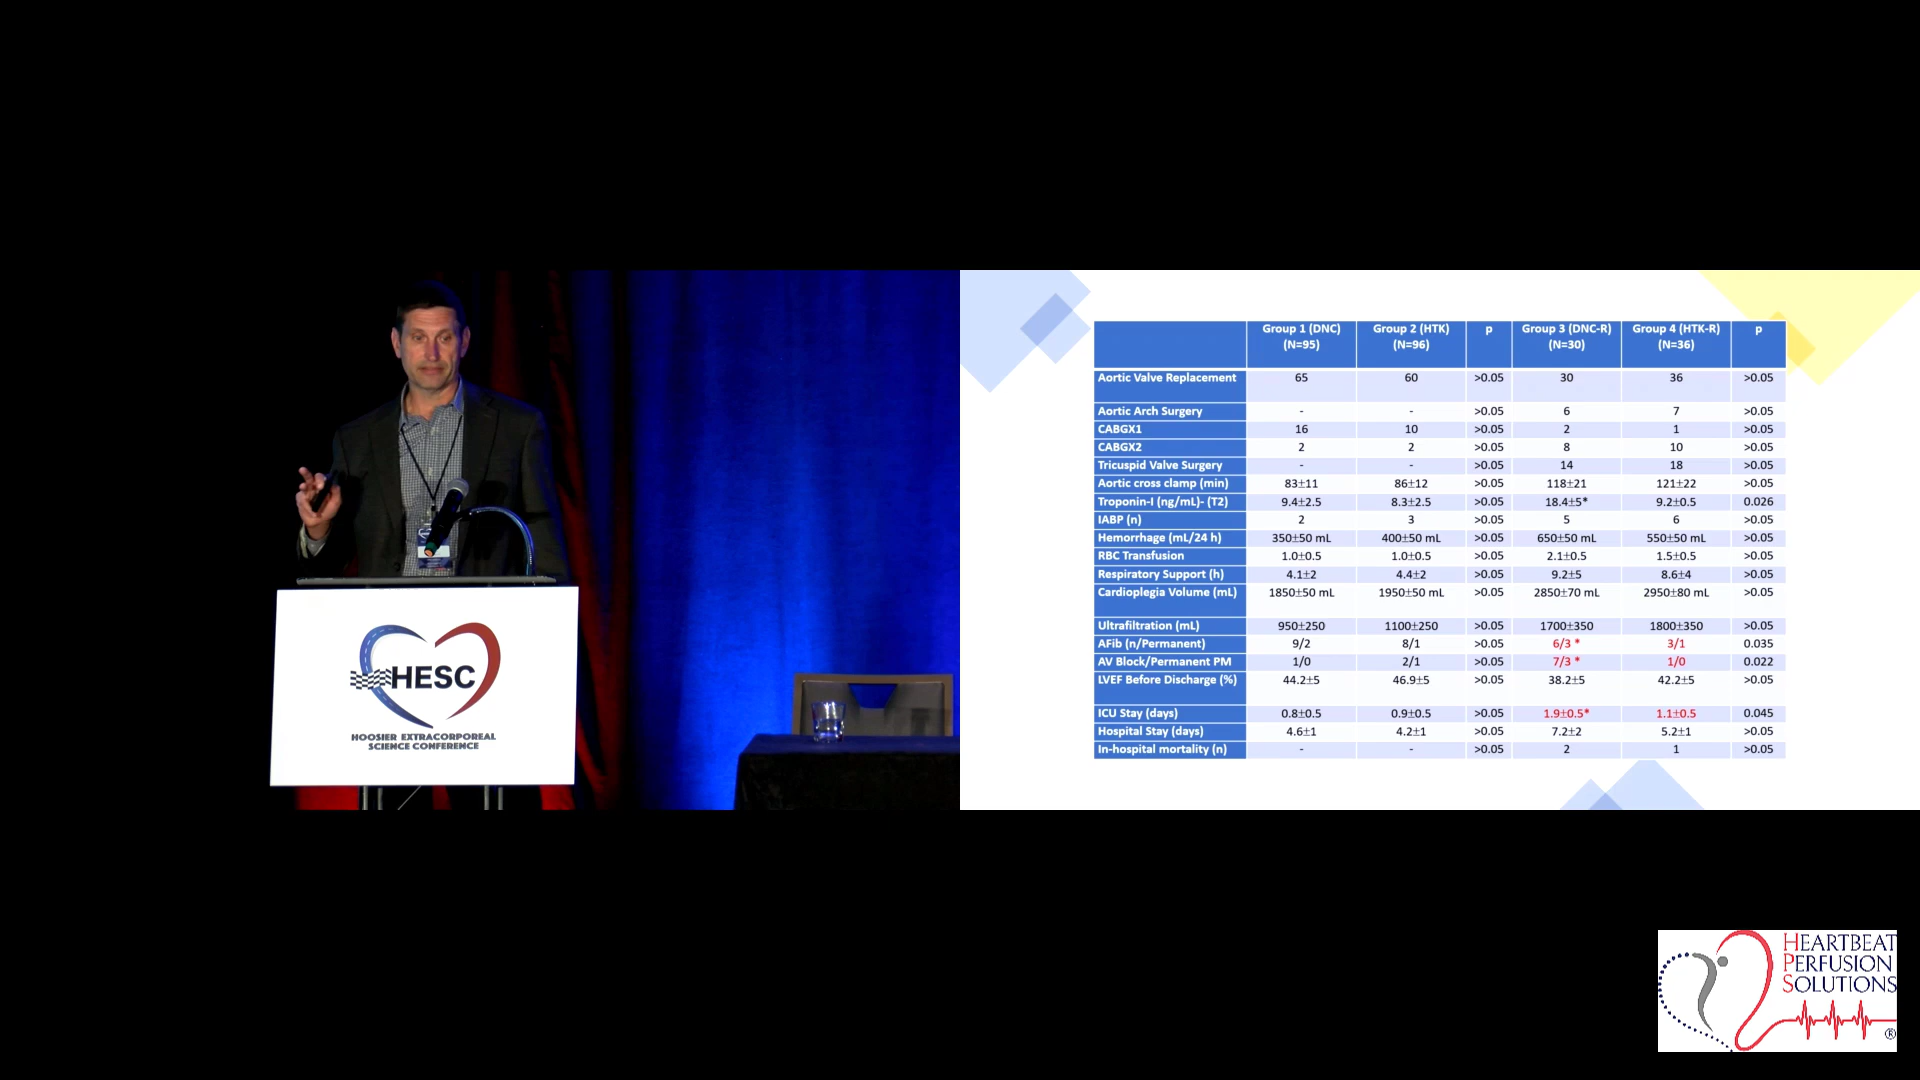 HESC
HOOSIER EXTRACORPOREAL
SCIENCE CONFERENCE
Group 1 (DNC) (N=95) Group 2 (HTK) (N=96) p Group 3 (DNC-R) (N=30) Group 4 (HTK-R) (N=36) p
Aortic Valve Replacement 65 60 >0.05 30 36 >0.05
Aortic Arch Surgery - - >0.05 6 7 >0.05
CABGX1 16 10 >0.05 2 1 >0.05
CABGX2 2 2 >0.05 8 10 >0.05
Tricuspid Valve Surgery - - >0.05 14 18 >0.05
Aortic cross clamp (min) 83±11 86±12 >0.05 118±21 121±22 >0.05
Troponin-I (ng/mL)- (T2) 9.4±2.5 8.3±2.5 >0.05 18.4±5* 9.2±0.5 0.026
IABP (n) 2 3 >0.05 5 6 >0.05
Hemorrhage (mL/24 h) 350±50 mL 400±50 mL >0.05 650±50 mL 550±50 mL >0.05
RBC Transfusion 1.0±0.5 1.0±0.5 >0.05 2.1±0.5 1.5±0.5 >0.05
Respiratory Support (h) 4.1±2 4.4±2 >0.05 9.2±5 8.6±4 >0.05
Cardioplegia Volume (mL) 1850±50 mL 1950±50 mL >0.05 2850±70 mL 2950±80 mL >0.05
Ultrafiltration (mL) 950±250 1100±250 >0.05 1700±350 1800±350 >0.05
AFib (n/Permanent) 9/2 8/1 >0.05 6/3 * 3/1 0.035
AV Block/Permanent PM 1/0 2/1 >0.05 7/3 * 1/0 0.022
LVEF Before Discharge (%) 44.2±5 46.9±5 >0.05 38.2±5 42.2±5 >0.05
ICU Stay (days) 0.8±0.5 0.9±0.5 >0.05 1.9±0.5* 1.1±0.5 0.045
Hospital Stay (days) 4.6±1 4.2±1 >0.05 7.2±2 5.2±1 >0.05
In-hospital mortality (n) - - >0.05 2 1 >0.05
HEARTBEAT
PERFUSION
SOLUTIONS
®